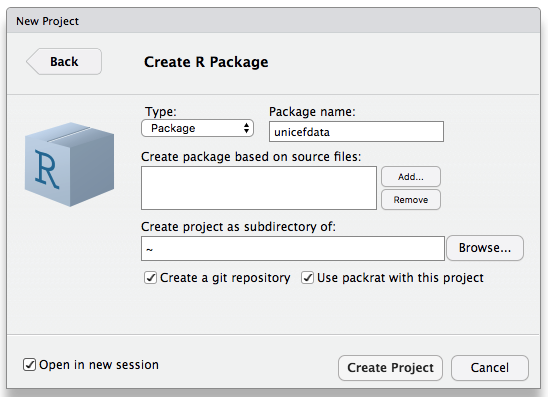 New Project
Back
Create R Package
R
Type:
Package name:
Package
unicefdata
Create package based on source files:
Add...
Remove
Create project as subdirectory of:
~
Browse...
Create a git repository
Use packrat with this project
Open in new session
Create Project
Cancel